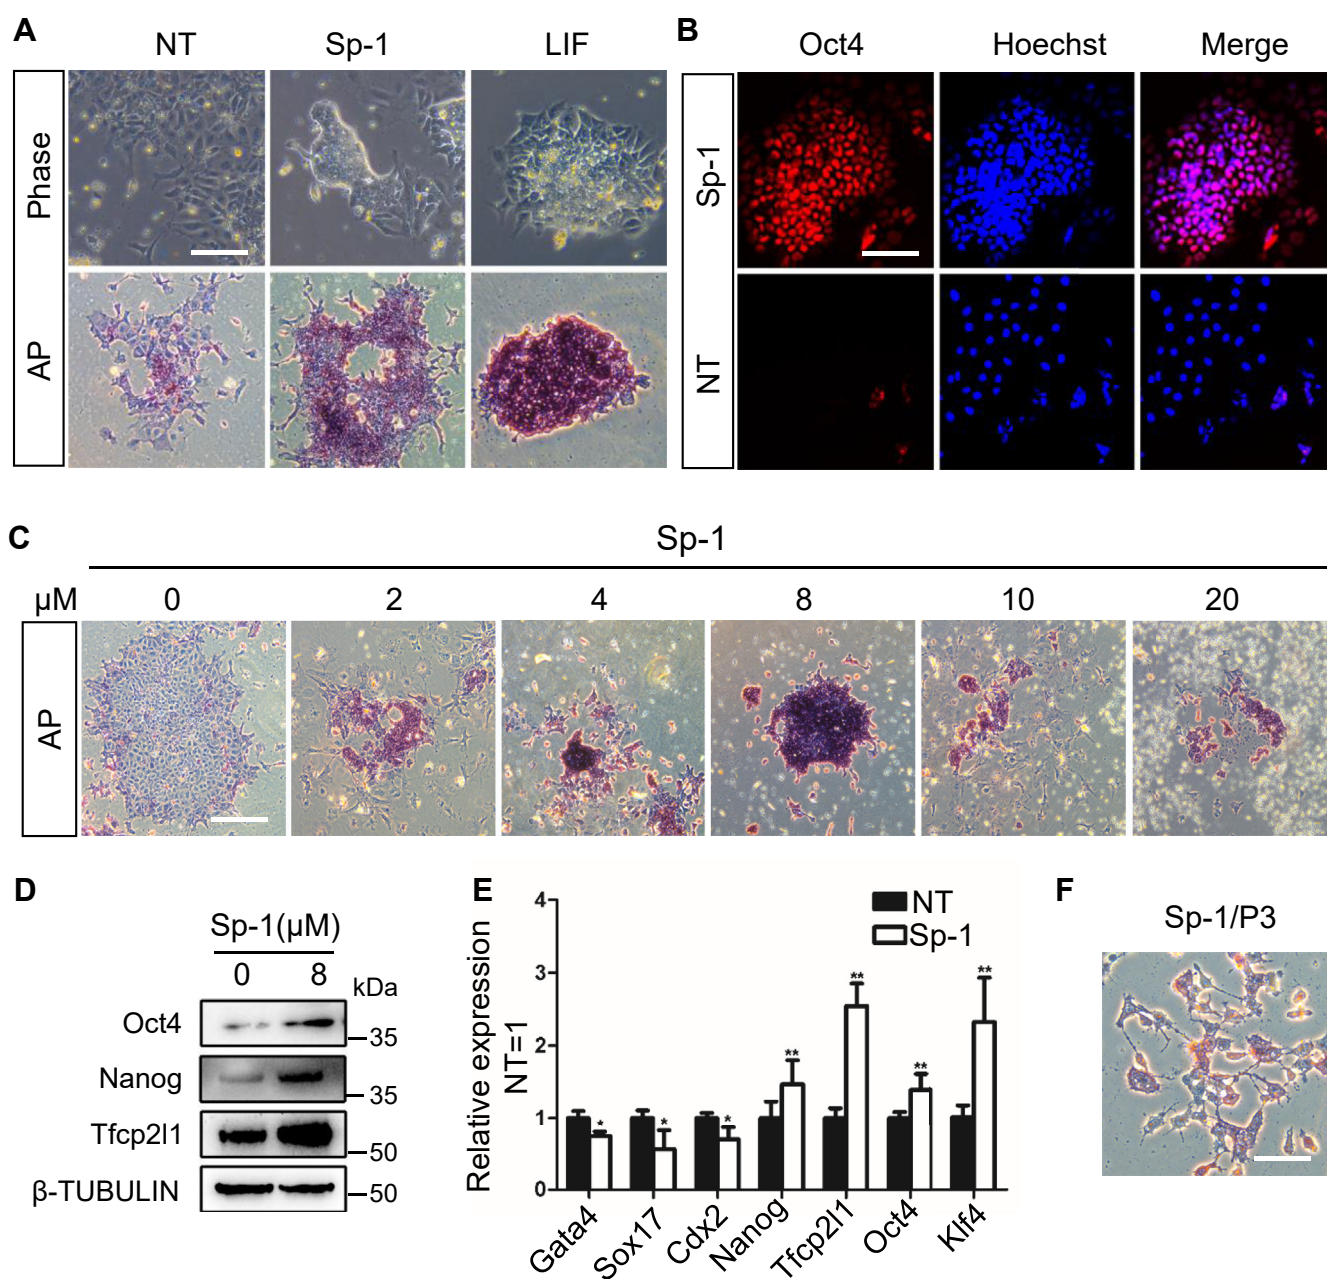 A
NT Sp-1 LIF
Phase
AP
B
Oct4 Hoechst Merge
Sp-1
NT
C
Sp-1
µM 0 2 4 8 10 20
AP
D
Sp-1(µM)
0 8 kDa
Oct4 35
Nanog 35
Tfcp2l1 50
β-TUBULIN 50
E
Relative expression
NT=1
4
3
2
1
0
NT
Sp-1
* * * ** ** ** **
Gata4 Sox17 Cdx2 Nanog Tfcp2l1 Oct4 Klf4
F
Sp-1/P3